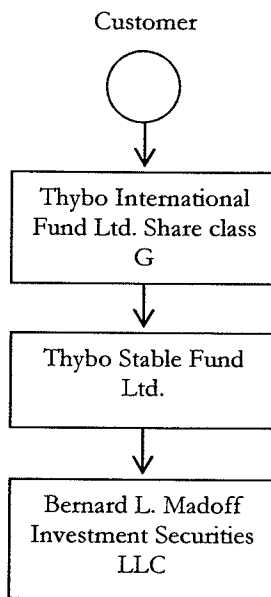 Customer
Thybo International
Fund Ltd. Share class
G
Thybo Stable Fund
Ltd.
Bernard L. Madoff
Investment Securities
LLC